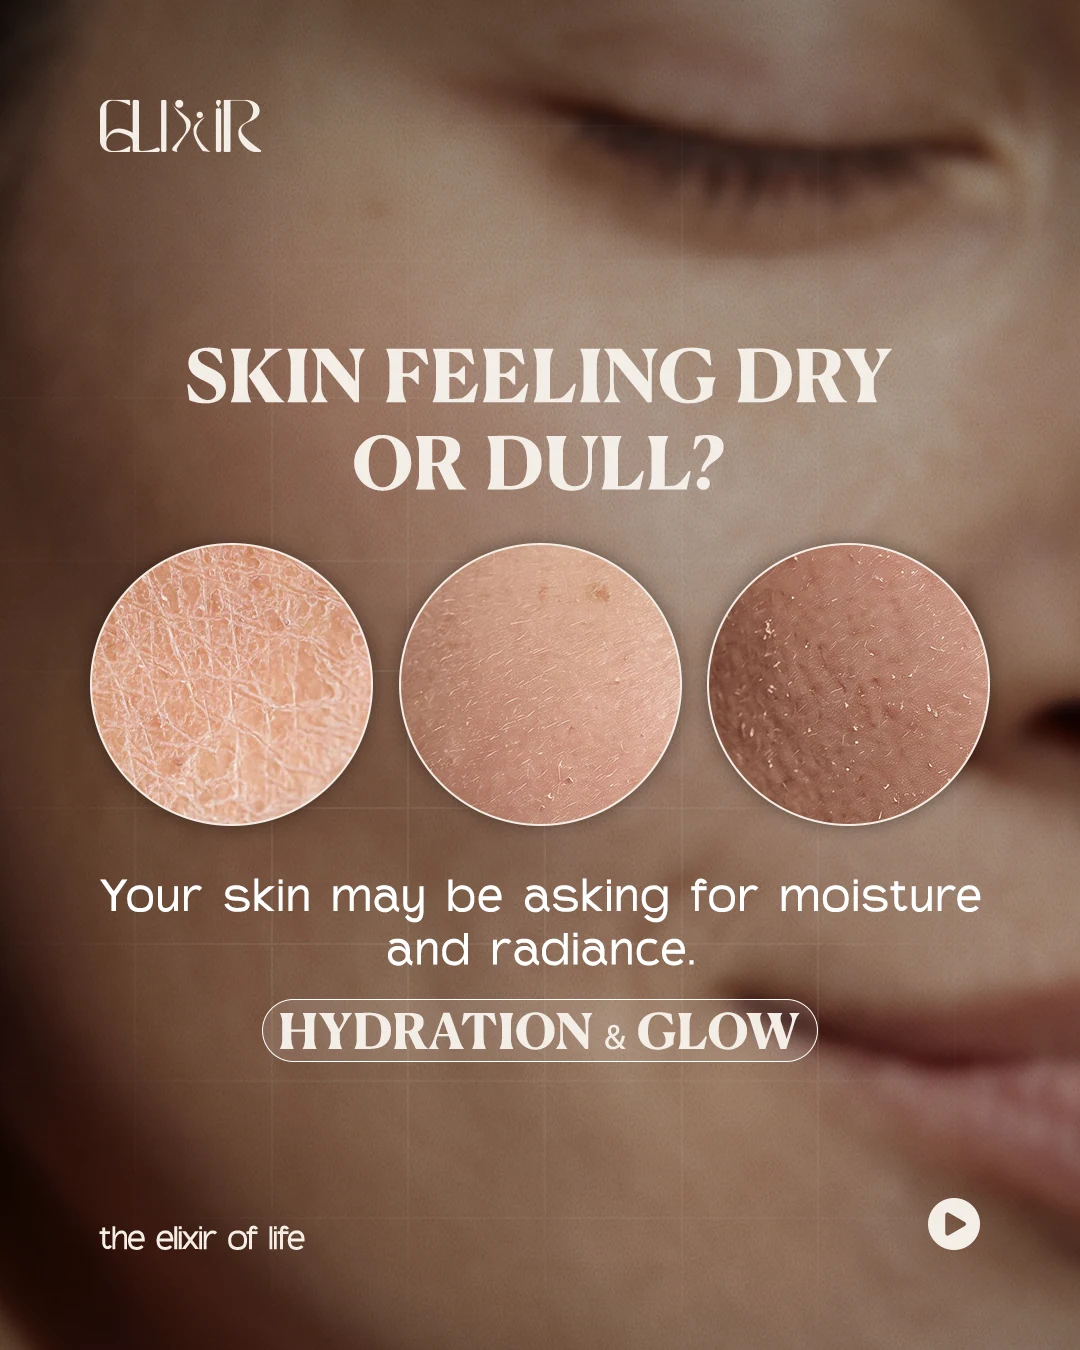 ELIXIR
SKIN FEELING DRY
OR DULL?
Your skin may be asking for moisture
and radiance.
HYDRATION & GLOW
the elixir of life